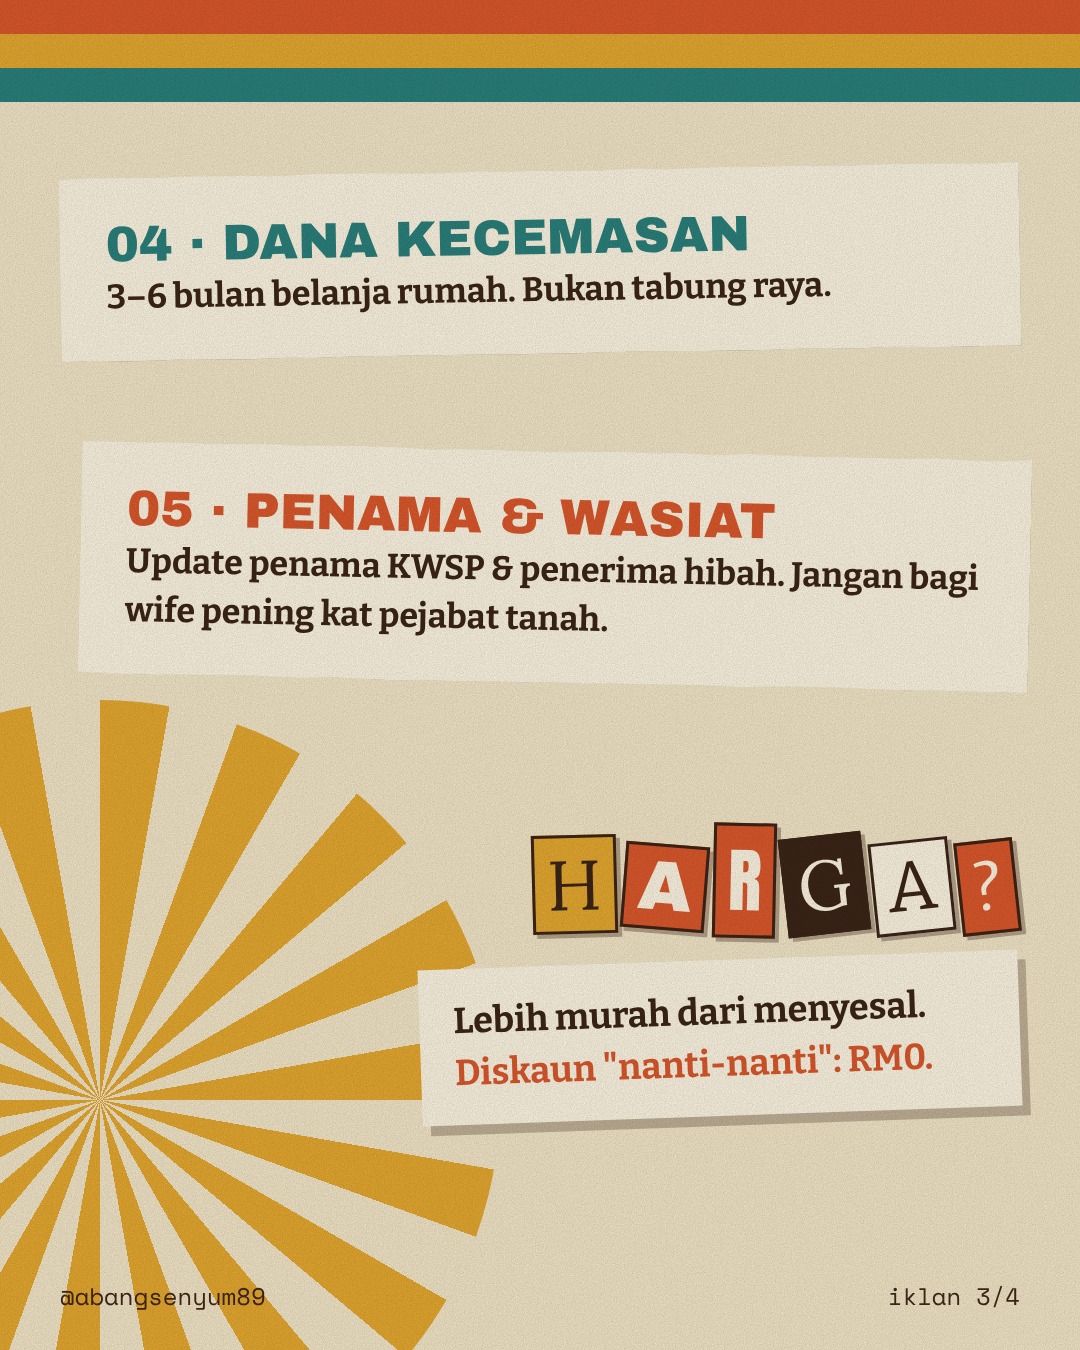 04 · DANA KECEMASAN
3–6 bulan belanja rumah. Bukan tabung raya.
05 · PENAMA & WASIAT
Update penama KWSP & penerima hibah. Jangan bagi
wife pening kat pejabat tanah.
HARGA?
Lebih murah dari menyesal.
Diskaun "nanti-nanti": RM0.
@abangsenyum89
iklan 3/4